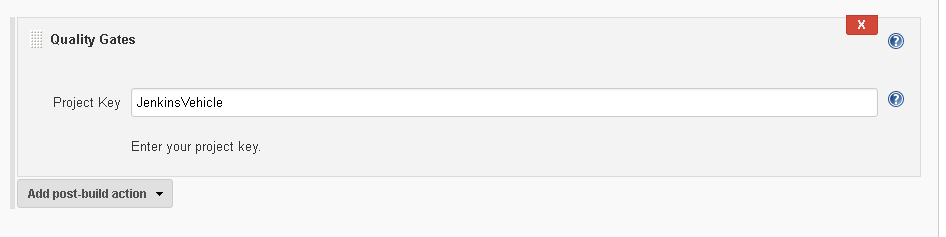 X
Quality Gates
?
Project Key JenkinsVehicle
?
Enter your project key.
Add post-build action